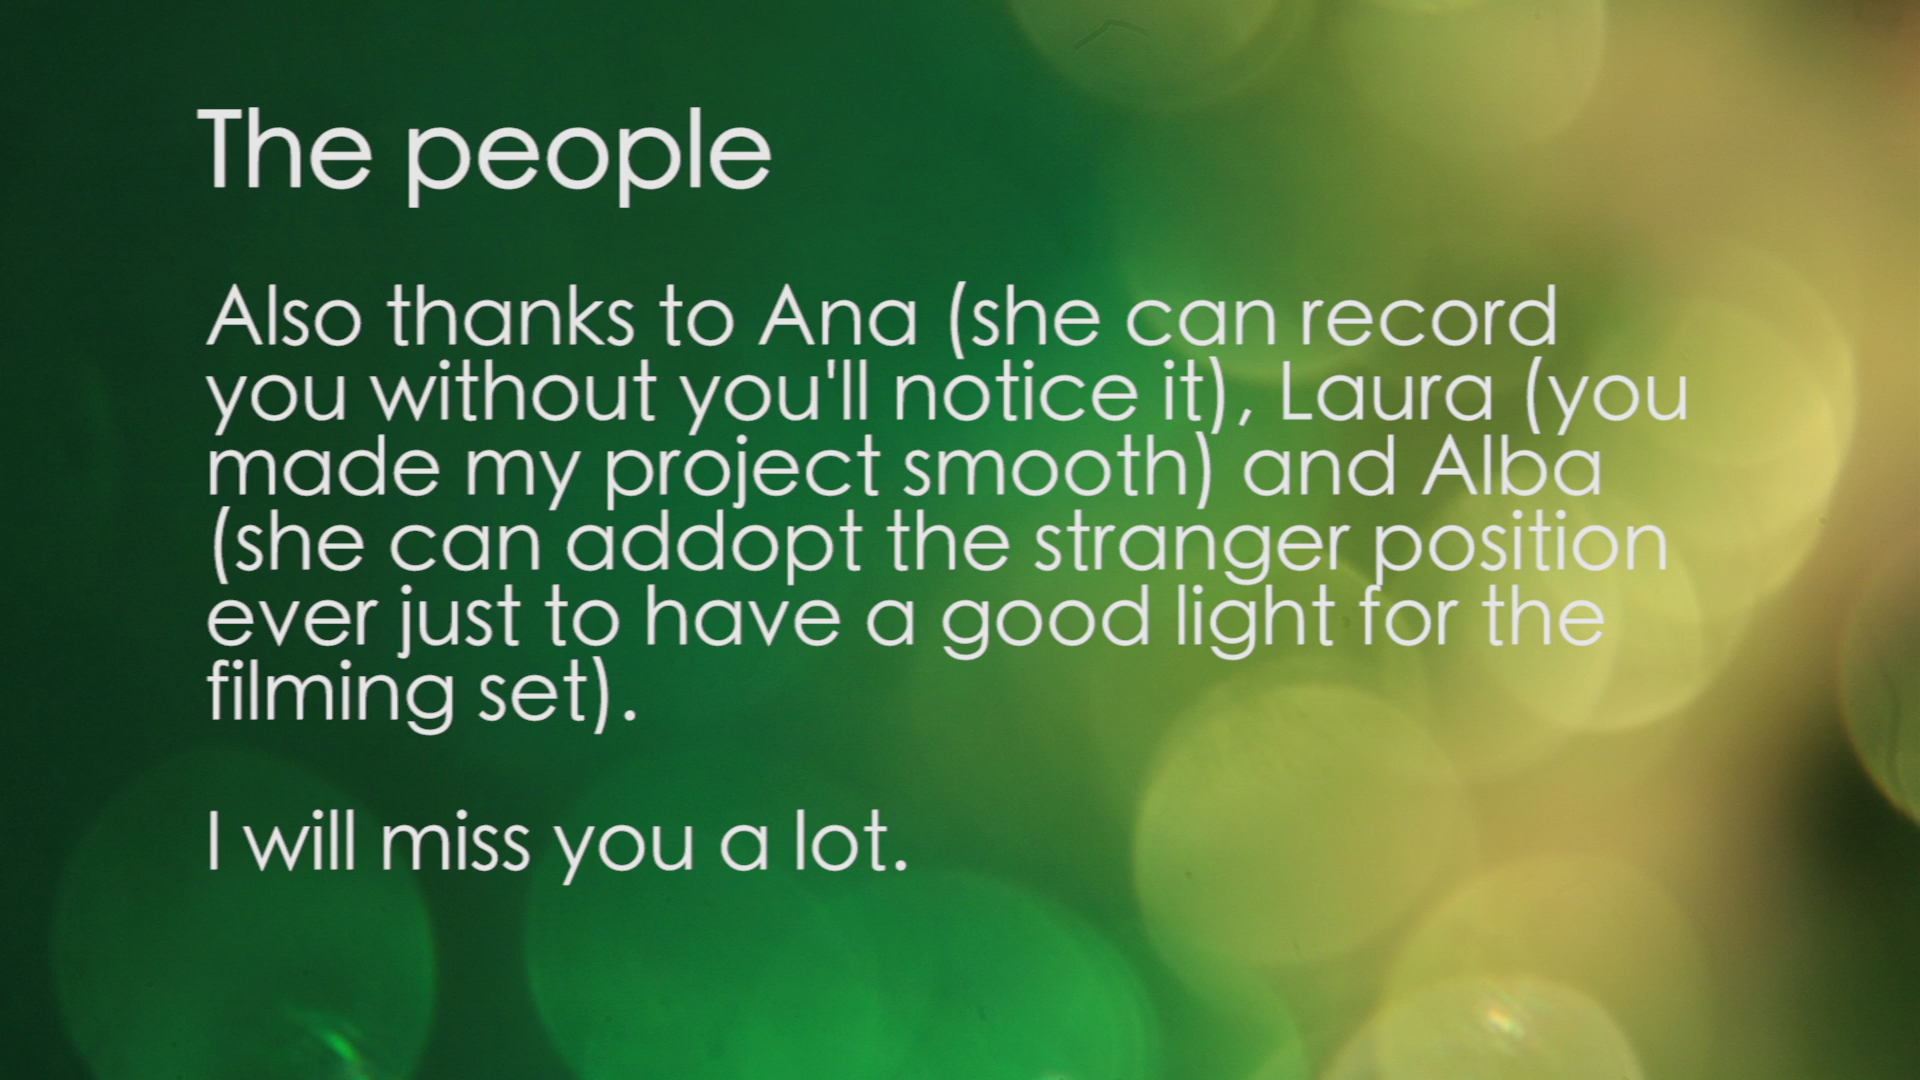 The people
Also thanks to Ana (she can record
you without you'll notice it), Laura (you
made my project smooth) and Alba
(she can addopt the stranger position
ever just to have a good light for the
filming set).
I will miss you a lot.